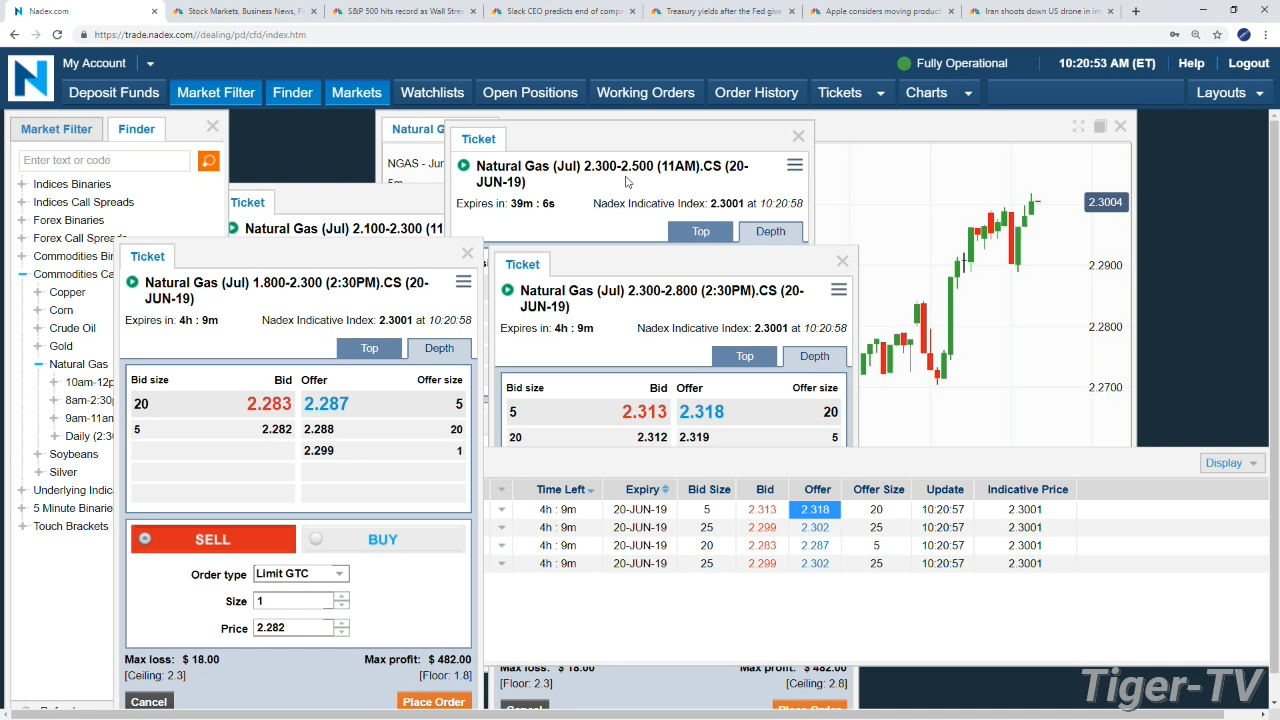 Nadex.com
Stock Markets, Business News, Fi
S&P 500 hits record as Wall Stre
Slack CEO predicts end of comp
Treasury yields after the Fed give
Apple considers moving product
Iran shoots down US drone in int
https://trade.nadex.com//dealing/pd/cfd/index.htm
N
My Account
Fully Operational
10:20:53 AM (ET)
Help
Logout
Deposit Funds
Market Filter
Finder
Markets
Watchlists
Open Positions
Working Orders
Order History
Tickets
Charts
Layouts
Market Filter
Finder
Enter text or code
Indices Binaries
Indices Call Spreads
Forex Binaries
Forex Call Sprea
Commodities Bin
Commodities Ca
Copper
Corn
Crude Oil
Gold
Natural Gas
10am-12p
8am-2:30
9am-11am
Daily (2:3
Soybeans
Silver
Underlying Indic
5 Minute Binarie
Touch Brackets
Natural G
NGAS - Jun
5m
Ticket
Natural Gas (Jul) 2.300-2.500 (11AM).CS (20-
JUN-19)
Expires in: 39m : 6s
Nadex Indicative Index: 2.3001 at 10:20:58
Top
Depth
Ticket
Natural Gas (Jul) 2.100-2.300 (11
2.3004
2.2900
2.2800
2.2700
Ticket
Natural Gas (Jul) 1.800-2.300 (2:30PM).CS (20-
JUN-19)
Expires in: 4h : 9m
Nadex Indicative Index: 2.3001 at 10:20:58
Top
Depth
Bid size Bid Offer Offer size
20 2.283 2.287 5
5 2.282 2.288 20
2.299 1
SELL
BUY
Order type Limit GTC
Size 1
Price 2.282
Max loss: $ 18.00
Max profit: $ 482.00
[Ceiling: 2.3]
[Floor: 1.8]
Cancel
Place Order
Ticket
Natural Gas (Jul) 2.300-2.800 (2:30PM).CS (20-
JUN-19)
Expires in: 4h : 9m
Nadex Indicative Index: 2.3001 at 10:20:58
Top
Depth
Bid size Bid Offer Offer size
5 2.313 2.318 20
20 2.312 2.319 5
Display
Time Left Expiry Bid Size Bid Offer Offer Size Update Indicative Price
4h : 9m 20-JUN-19 5 2.313 2.318 20 10:20:57 2.3001
4h : 9m 20-JUN-19 25 2.299 2.302 25 10:20:57 2.3001
4h : 9m 20-JUN-19 20 2.283 2.287 5 10:20:57 2.3001
4h : 9m 20-JUN-19 25 2.299 2.302 25 10:20:57 2.3001
Max loss: $ 18.00
Max profit: $ 482.00
[Floor: 2.3]
[Ceiling: 2.8]
Cancel
Place Order
Tiger-TV